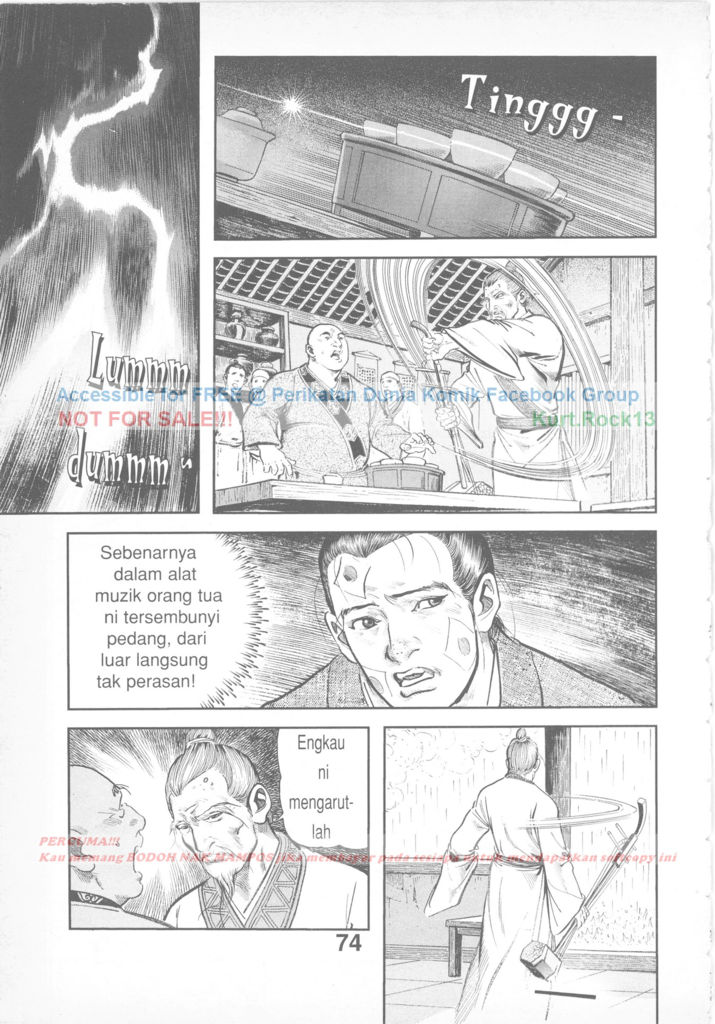 Tinggg -
Lummm
dummm -
Accessible for FREE @ Perikatan Dunia Komik Facebook Group
NOT FOR SALE!!!
Kurt.Rock13
Sebenarnya
dalam alat
muzik orang tua
ni tersembunyi
pedang, dari
luar langsung
tak perasan!
Engkau
ni
mengarut-
lah
PERCUMA!!!
Kau memang BODOH NAK MAMPOS jika membayar pada sesiapa untuk mendapatkan softcopy ini
74